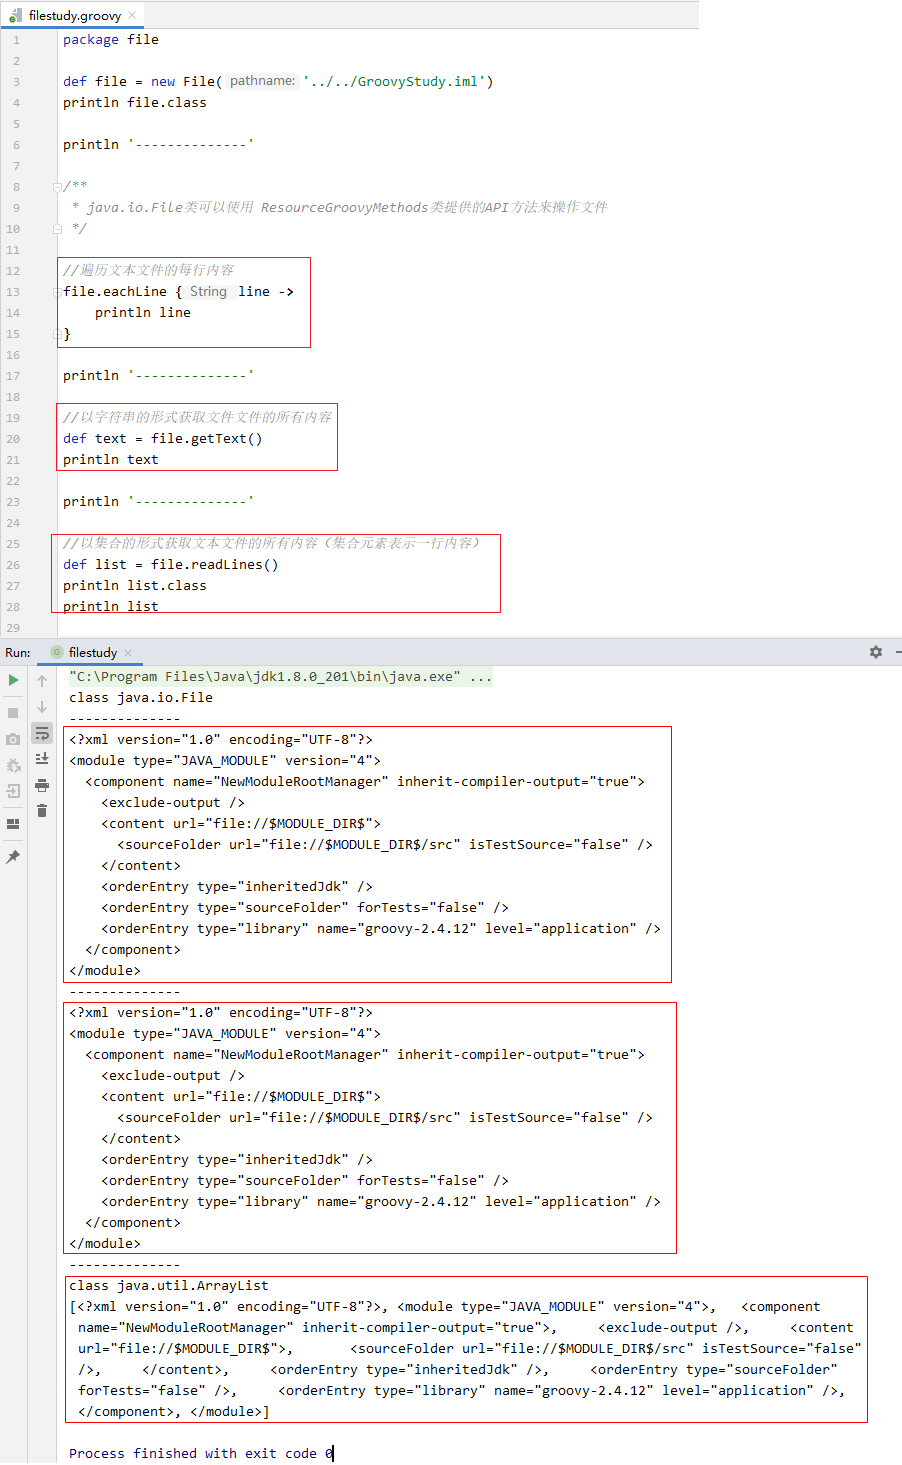 filestudy.groovy
1 package file
2
3 def file = new File( pathname: '../../GroovyStudy.iml')
4 println file.class
5
6 println '--------------'
7
8 /**
9  * java.io.File类可以使用 ResourceGroovyMethods类提供的API方法来操作文件
10  */
11
12 //遍历文本文件的每行内容
13 file.eachLine { String line ->
14     println line
15 }
16
17 println '--------------'
18
19 //以字符串的形式获取文件文件的所有内容
20 def text = file.getText()
21 println text
22
23 println '--------------'
24
25 //以集合的形式获取文本文件的所有内容（集合元素表示一行内容）
26 def list = file.readLines()
27 println list.class
28 println list
29
Run: filestudy
"C:\Program Files\Java\jdk1.8.0_201\bin\java.exe" ...
class java.io.File
--------------
<?xml version="1.0" encoding="UTF-8"?>
<module type="JAVA_MODULE" version="4">
  <component name="NewModuleRootManager" inherit-compiler-output="true">
    <exclude-output />
    <content url="file://$MODULE_DIR$">
      <sourceFolder url="file://$MODULE_DIR$/src" isTestSource="false" />
    </content>
    <orderEntry type="inheritedJdk" />
    <orderEntry type="sourceFolder" forTests="false" />
    <orderEntry type="library" name="groovy-2.4.12" level="application" />
  </component>
</module>
--------------
<?xml version="1.0" encoding="UTF-8"?>
<module type="JAVA_MODULE" version="4">
  <component name="NewModuleRootManager" inherit-compiler-output="true">
    <exclude-output />
    <content url="file://$MODULE_DIR$">
      <sourceFolder url="file://$MODULE_DIR$/src" isTestSource="false" />
    </content>
    <orderEntry type="inheritedJdk" />
    <orderEntry type="sourceFolder" forTests="false" />
    <orderEntry type="library" name="groovy-2.4.12" level="application" />
  </component>
</module>
--------------
class java.util.ArrayList
[<?xml version="1.0" encoding="UTF-8"?>, <module type="JAVA_MODULE" version="4">,   <component
 name="NewModuleRootManager" inherit-compiler-output="true">,     <exclude-output />,     <content
 url="file://$MODULE_DIR$">,       <sourceFolder url="file://$MODULE_DIR$/src" isTestSource="false"
 />,     </content>,     <orderEntry type="inheritedJdk" />,     <orderEntry type="sourceFolder"
 forTests="false" />,     <orderEntry type="library" name="groovy-2.4.12" level="application" />,
 </component>, </module>]
Process finished with exit code 0